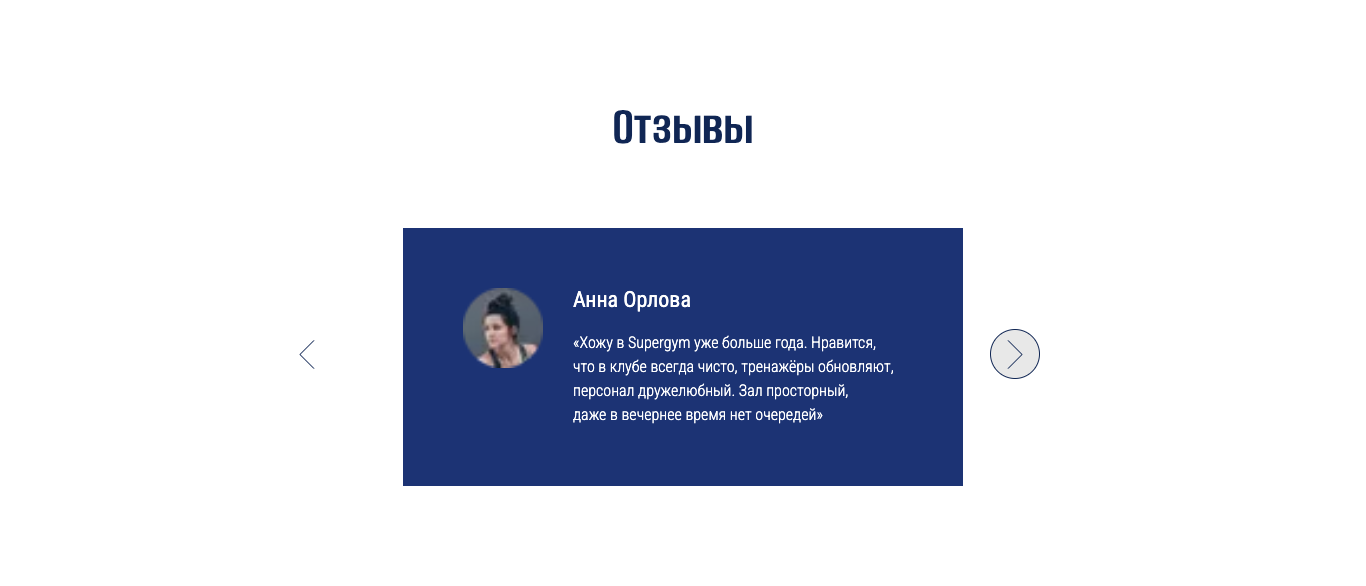 Отзывы
Анна Орлова
«Хожу в Supergym уже больше года. Нравится,
что в клубе всегда чисто, тренажёры обновляют,
персонал дружелюбный. Зал просторный,
даже в вечернее время нет очередей»